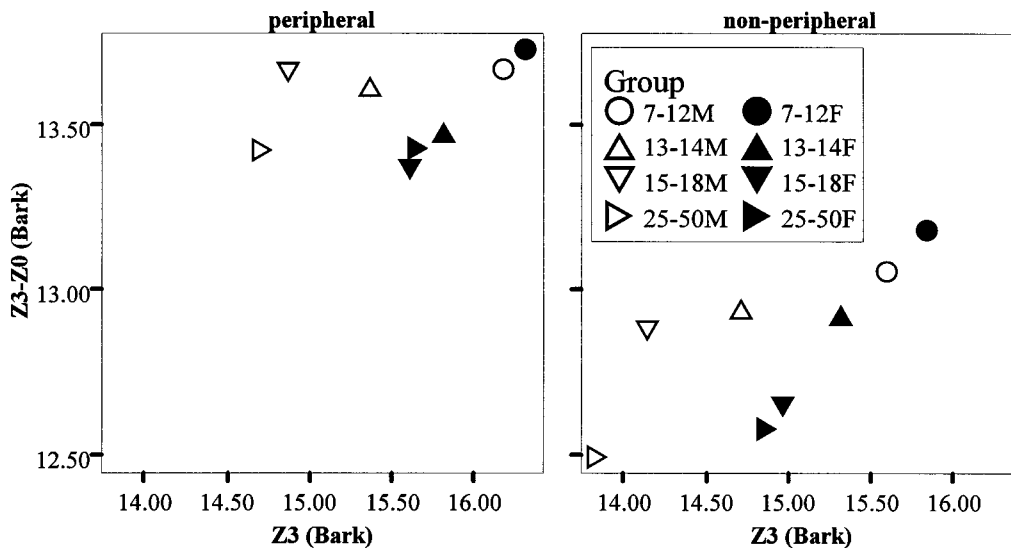 peripheral
non-peripheral
Group
7-12M 7-12F
13-14M 13-14F
15-18M 15-18F
25-50M 25-50F
Z3-Z0 (Bark)
13.50
13.00
12.50
14.00 14.50 15.00 15.50 16.00
14.00 14.50 15.00 15.50 16.00
Z3 (Bark)
Z3 (Bark)